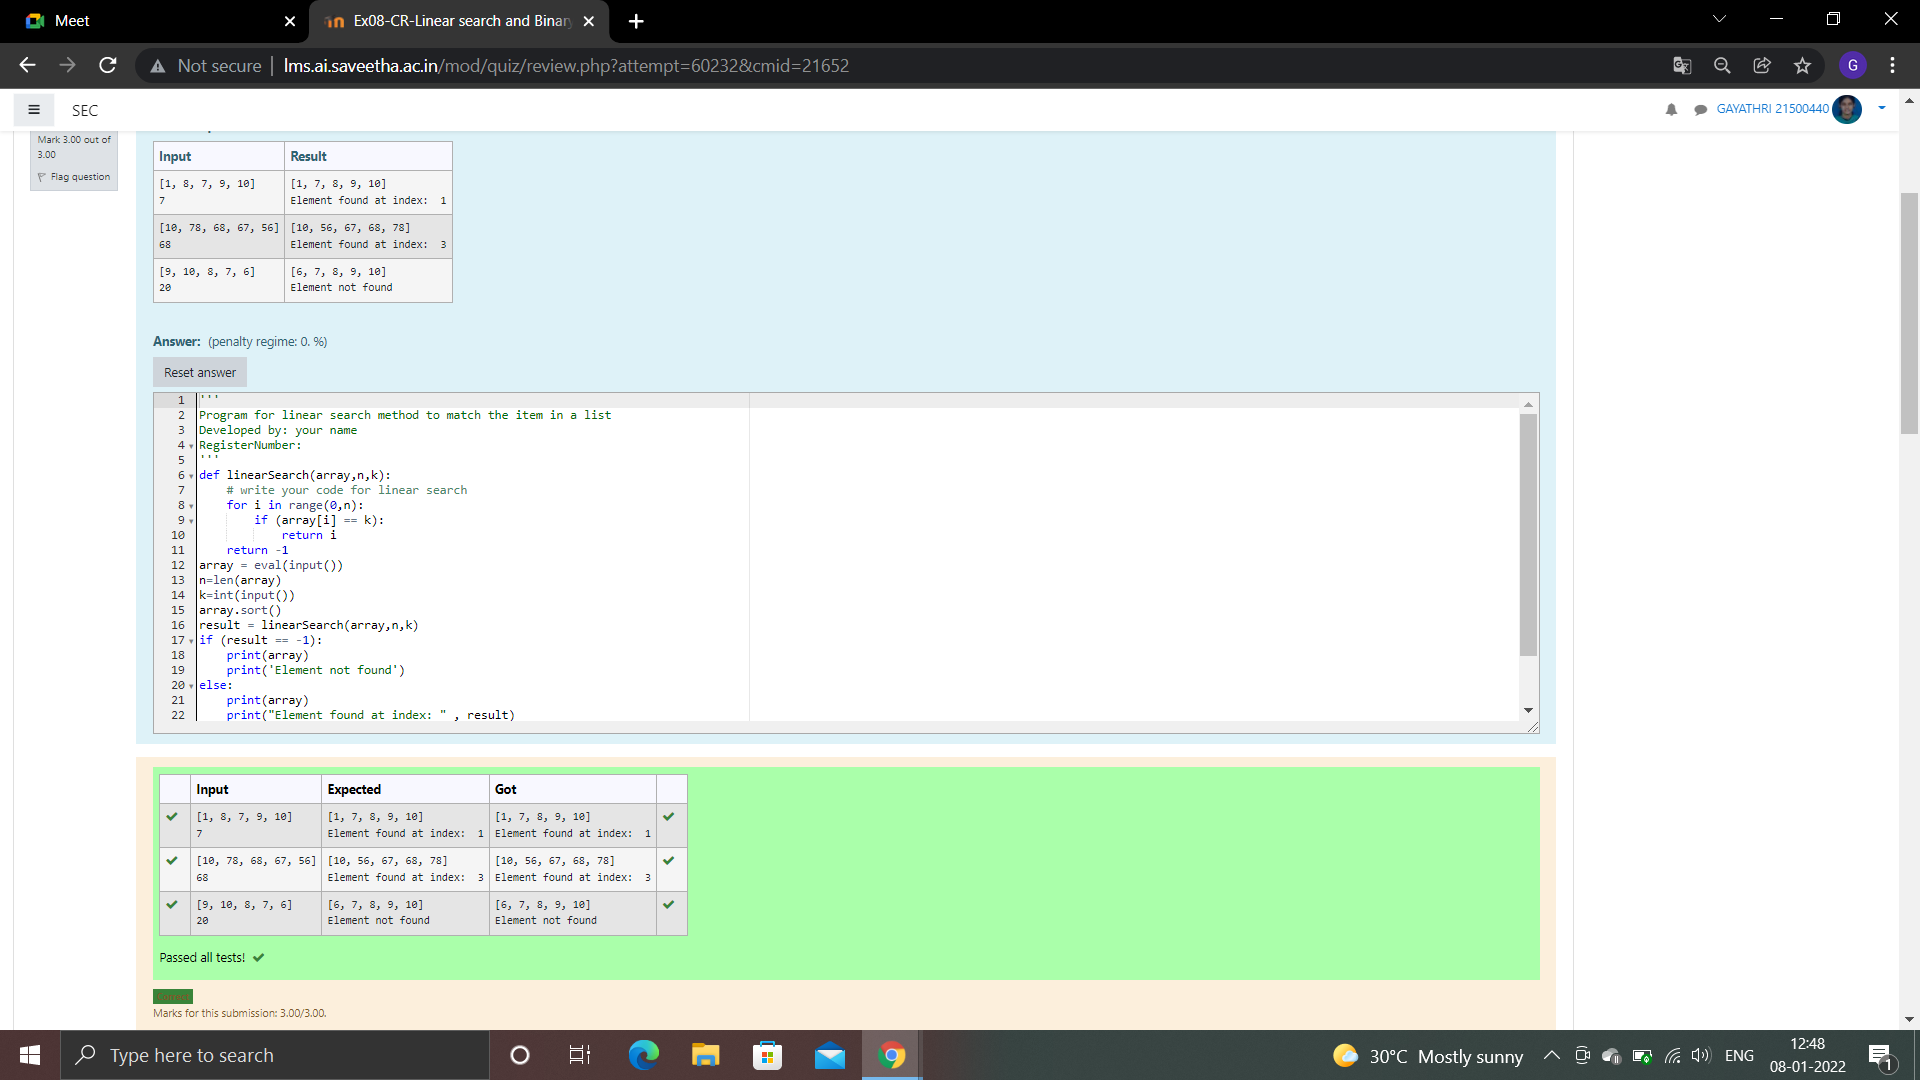 Meet
Ex08-CR-Linear search and Binar
Not secure | lms.ai.saveetha.ac.in/mod/quiz/review.php?attempt=60232&cmid=21652
G
SEC
GAYATHRI 21500440
Mark 3.00 out of
3.00
Flag question
Input Result
[1, 8, 7, 9, 10] [1, 7, 8, 9, 10]
7 Element found at index:  1
[10, 78, 68, 67, 56] [10, 56, 67, 68, 78]
68 Element found at index:  3
[9, 10, 8, 7, 6] [6, 7, 8, 9, 10]
20 Element not found
Answer: (penalty regime: 0. %)
Reset answer
1 '''
2 Program for linear search method to match the item in a list
3 Developed by: your name
4 RegisterNumber:
5 '''
6 def linearSearch(array,n,k):
7     # write your code for linear search
8     for i in range(0,n):
9         if (array[i] == k):
10             return i
11     return -1
12 array = eval(input())
13 n=len(array)
14 k=int(input())
15 array.sort()
16 result = linearSearch(array,n,k)
17 if (result == -1):
18     print(array)
19     print('Element not found')
20 else:
21     print(array)
22     print("Element found at index: " , result)
Input Expected Got
[1, 8, 7, 9, 10] [1, 7, 8, 9, 10] [1, 7, 8, 9, 10]
7 Element found at index:  1 Element found at index:  1
[10, 78, 68, 67, 56] [10, 56, 67, 68, 78] [10, 56, 67, 68, 78]
68 Element found at index:  3 Element found at index:  3
[9, 10, 8, 7, 6] [6, 7, 8, 9, 10] [6, 7, 8, 9, 10]
20 Element not found Element not found
Passed all tests!
Marks for this submission: 3.00/3.00.
Type here to search
30°C Mostly sunny
ENG
12:48
08-01-2022
1